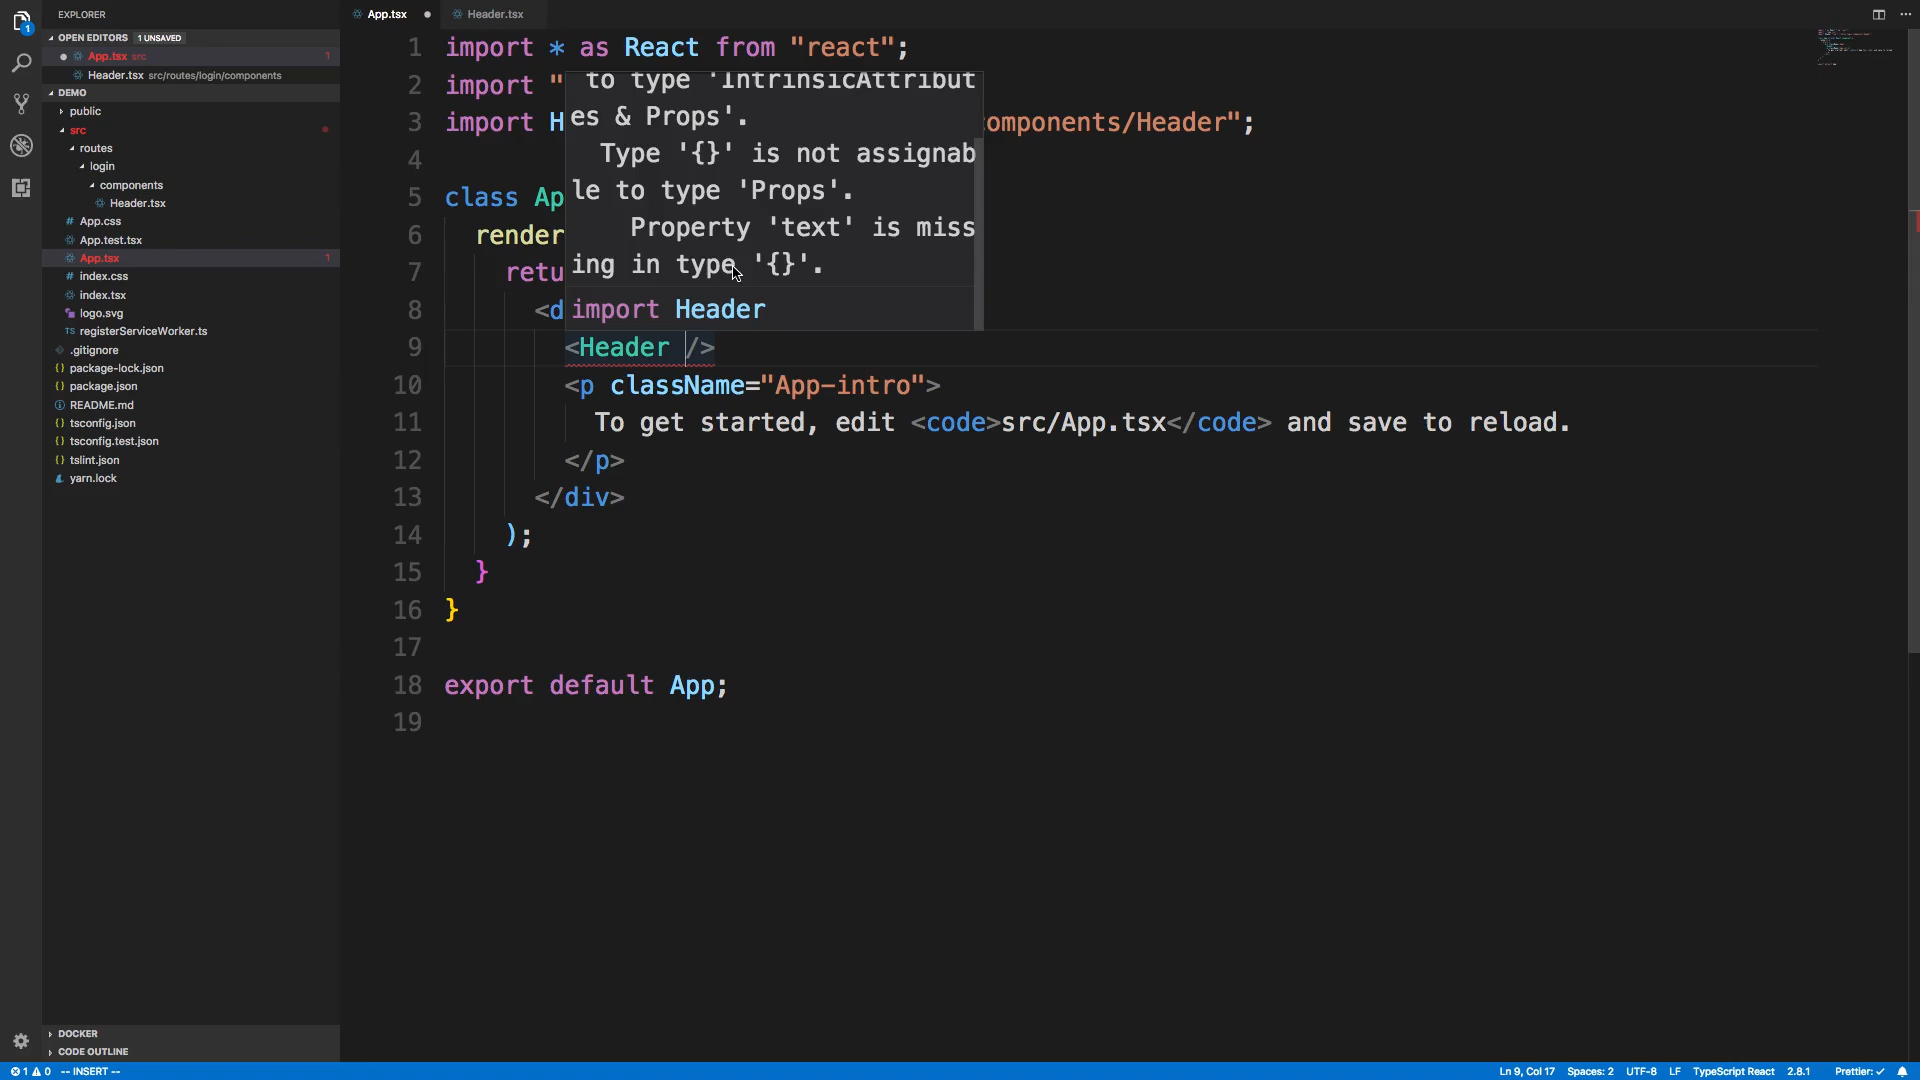 EXPLORER
OPEN EDITORS 1 UNSAVED
App.tsx src 1
Header.tsx src/routes/login/components
DEMO
public
src
routes
login
components
Header.tsx
App.css
App.test.tsx
App.tsx 1
index.css
index.tsx
logo.svg
TS registerServiceWorker.ts
.gitignore
package-lock.json
package.json
README.md
tsconfig.json
tsconfig.test.json
tslint.json
yarn.lock
DOCKER
CODE OUTLINE
App.tsx
Header.tsx
1 import * as React from "react";
2 import "
3 import H omponents/Header";
4
5 class Ap
6 render
7 retu
8 <d
to type 'IntrinsicAttribut
es & Props'.
Type '{}' is not assignab
le to type 'Props'.
Property 'text' is miss
ing in type '{}'.
import Header
9 <Header />
10 <p className="App-intro">
11 To get started, edit <code>src/App.tsx</code> and save to reload.
12 </p>
13 </div>
14 );
15 }
16 }
17
18 export default App;
19
1 0 -- INSERT --
Ln 9, Col 17 Spaces: 2 UTF-8 LF TypeScript React 2.8.1 Prettier: ✓